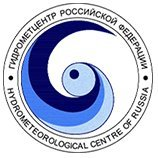 ГИДРОМЕТЦЕНТР РОССИЙСКОЙ ФЕДЕРАЦИИ
HYDROMETEOROLOGICAL CENTRE OF RUSSIA